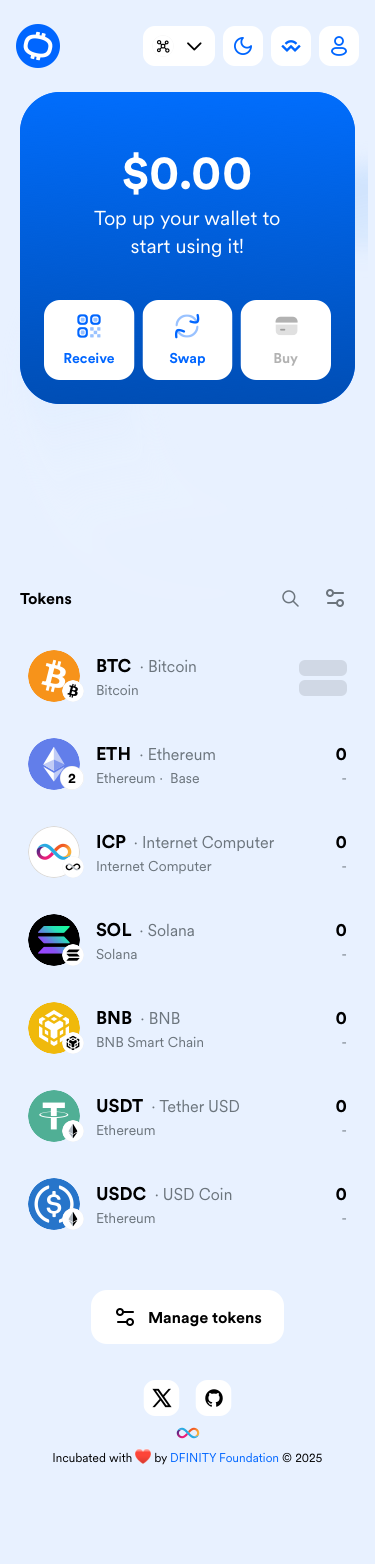 $0.00
Top up your wallet to
start using it!
Receive Swap Buy
Tokens
BTC · Bitcoin
Bitcoin
ETH · Ethereum 0
2 Ethereum · Base -
ICP · Internet Computer 0
Internet Computer -
SOL · Solana 0
Solana -
BNB · BNB 0
BNB Smart Chain -
USDT · Tether USD 0
Ethereum -
USDC · USD Coin 0
Ethereum -
Manage tokens
Incubated with ❤️ by DFINITY Foundation © 2025